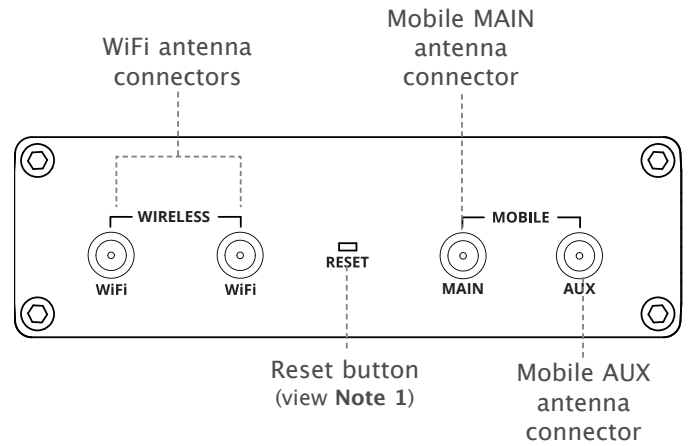 WiFi antenna
connectors
Mobile MAIN
antenna
connector
WIRELESS
MOBILE
WiFi
WiFi
RESET
MAIN
AUX
Reset button
(view Note 1)
Mobile AUX
antenna
connector